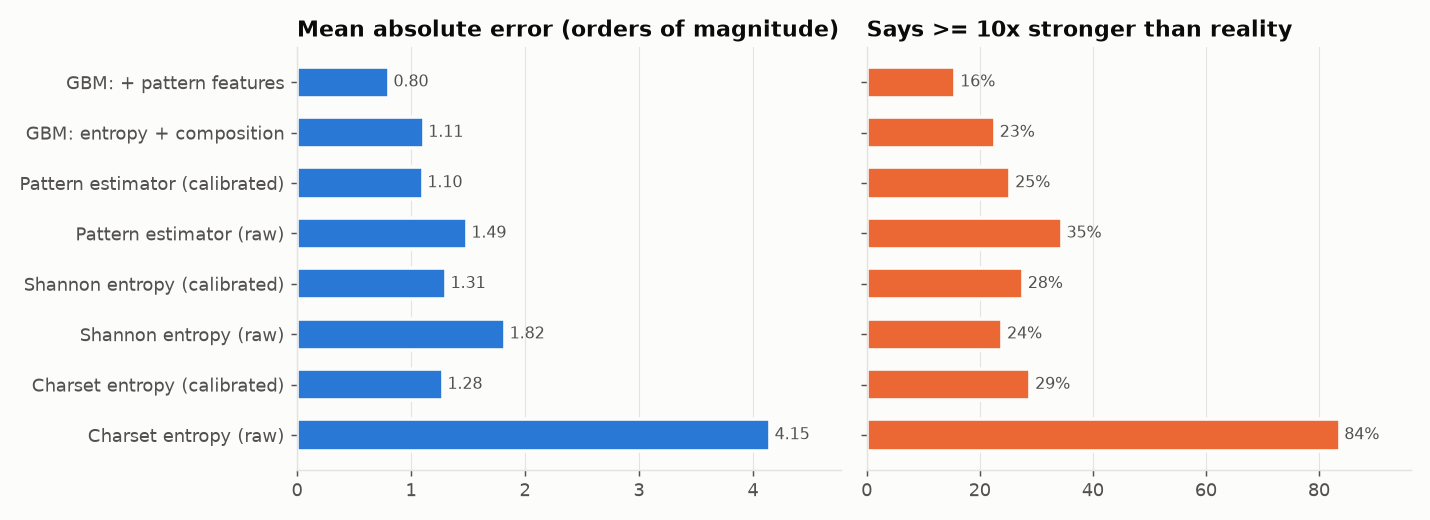 Mean absolute error (orders of magnitude)
Says >= 10x stronger than reality
GBM: + pattern features
0.80
16%
GBM: entropy + composition
1.11
23%
Pattern estimator (calibrated)
1.10
25%
Pattern estimator (raw)
1.49
35%
Shannon entropy (calibrated)
1.31
28%
Shannon entropy (raw)
1.82
24%
Charset entropy (calibrated)
1.28
29%
Charset entropy (raw)
4.15
84%
0 1 2 3 4
0 20 40 60 80